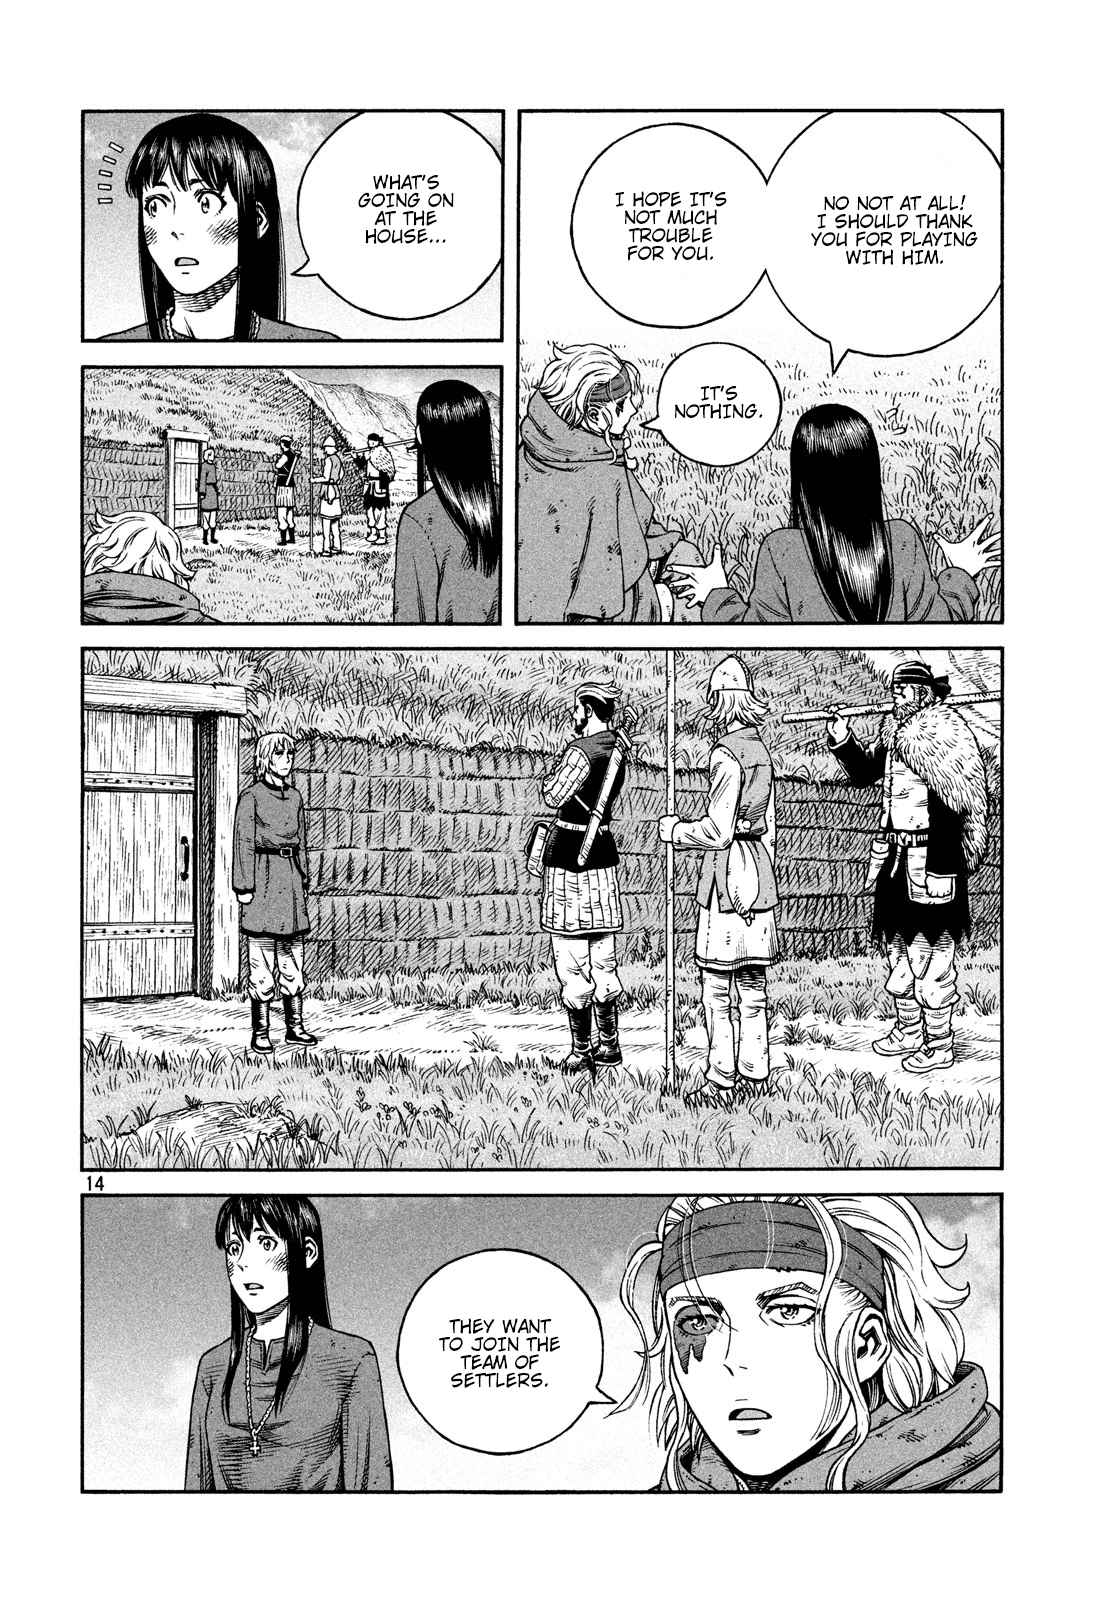 NO NO NOT AT ALL!
I SHOULD THANK
YOU FOR PLAYING
WITH HIM.
I HOPE IT'S
NOT MUCH
TROUBLE
FOR YOU.
IT'S
NOTHING.
WHAT'S
GOING ON
AT THE
HOUSE...
14
THEY WANT
TO JOIN THE
TEAM OF
SETTLERS.